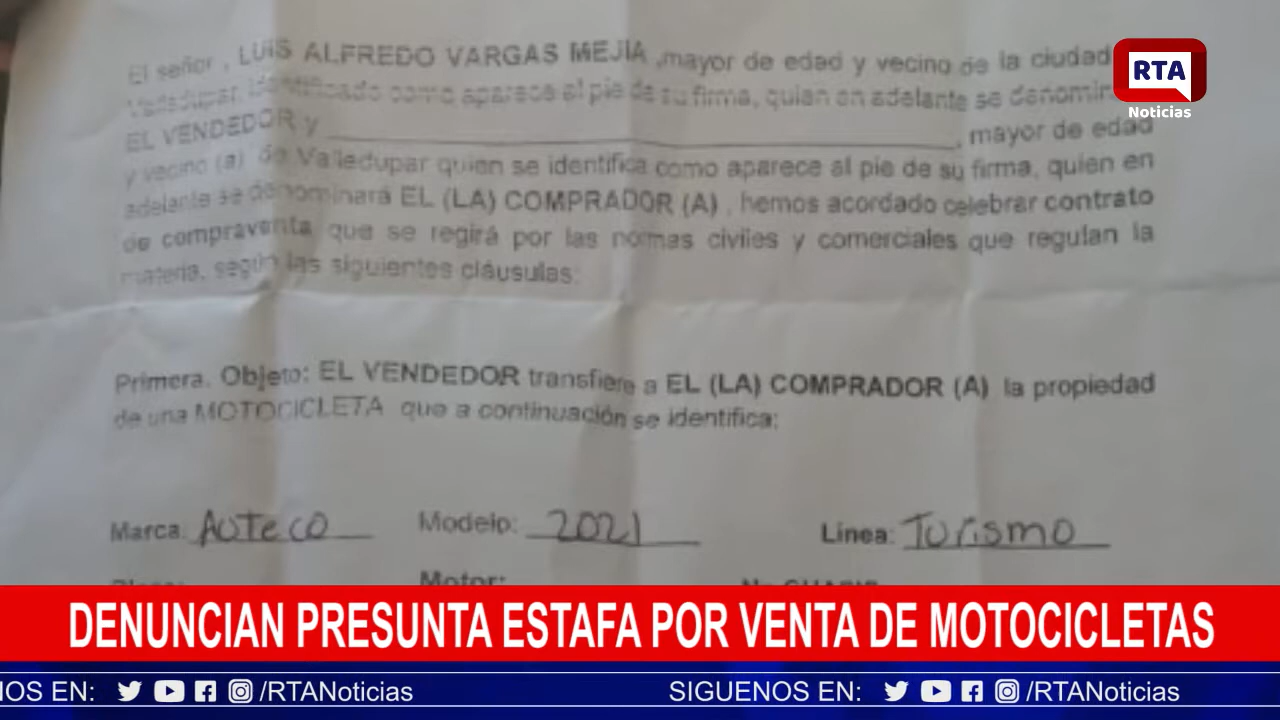 El señor , LUIS ALFREDO VARGAS MEJIA ,mayor de edad y vecino de la ciudad
Valledupar, identificado como aparece al pie de su firma, quien en adelante se denomin
EL VENDEDOR y ____________________, mayor de edad
y vecino (a) de Valledupar quien se identifica como aparece al pie de su firma, quien en
adelante se denominará EL (LA) COMPRADOR (A) , hemos acordado celebrar contrato
de compraventa que se regirá por las normas civiles y comerciales que regulan la
materia, según las siguientes cláusulas:
Primera. Objeto: EL VENDEDOR transfiere a EL (LA) COMPRADOR (A) la propiedad
de una MOTOCICLETA que a continuación se identifica:
Marca: Auteco Modelo: 2021 Linea: Turismo
Motor:
RTA
Noticias
DENUNCIAN PRESUNTA ESTAFA POR VENTA DE MOTOCICLETAS
NOS EN: /RTANoticias SIGUENOS EN: /RTANoticias